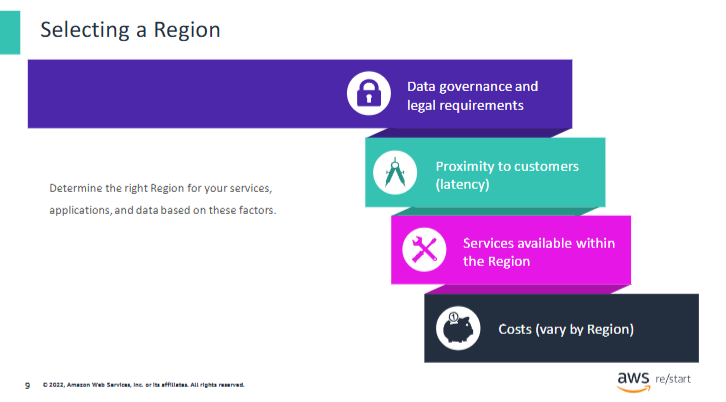 Selecting a Region
Data governance and
legal requirements
Proximity to customers
(latency)
Determine the right Region for your services,
applications, and data based on these factors.
Services available within
the Region
1
Costs (vary by Region)
9
© 2022, Amazon Web Services, Inc. or its affiliates. All rights reserved.
aws re/start